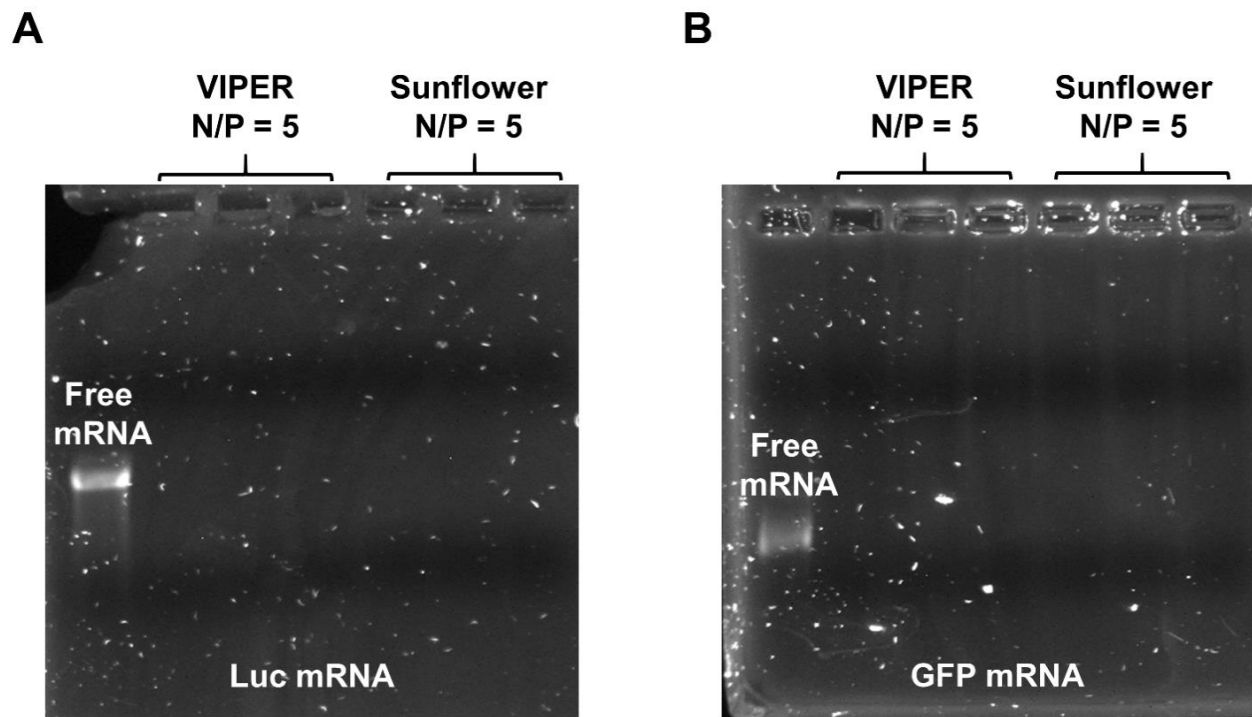 A
VIPER
N/P = 5
Sunflower
N/P = 5
Free
mRNA
Luc mRNA
B
VIPER
N/P = 5
Sunflower
N/P = 5
Free
mRNA
GFP mRNA